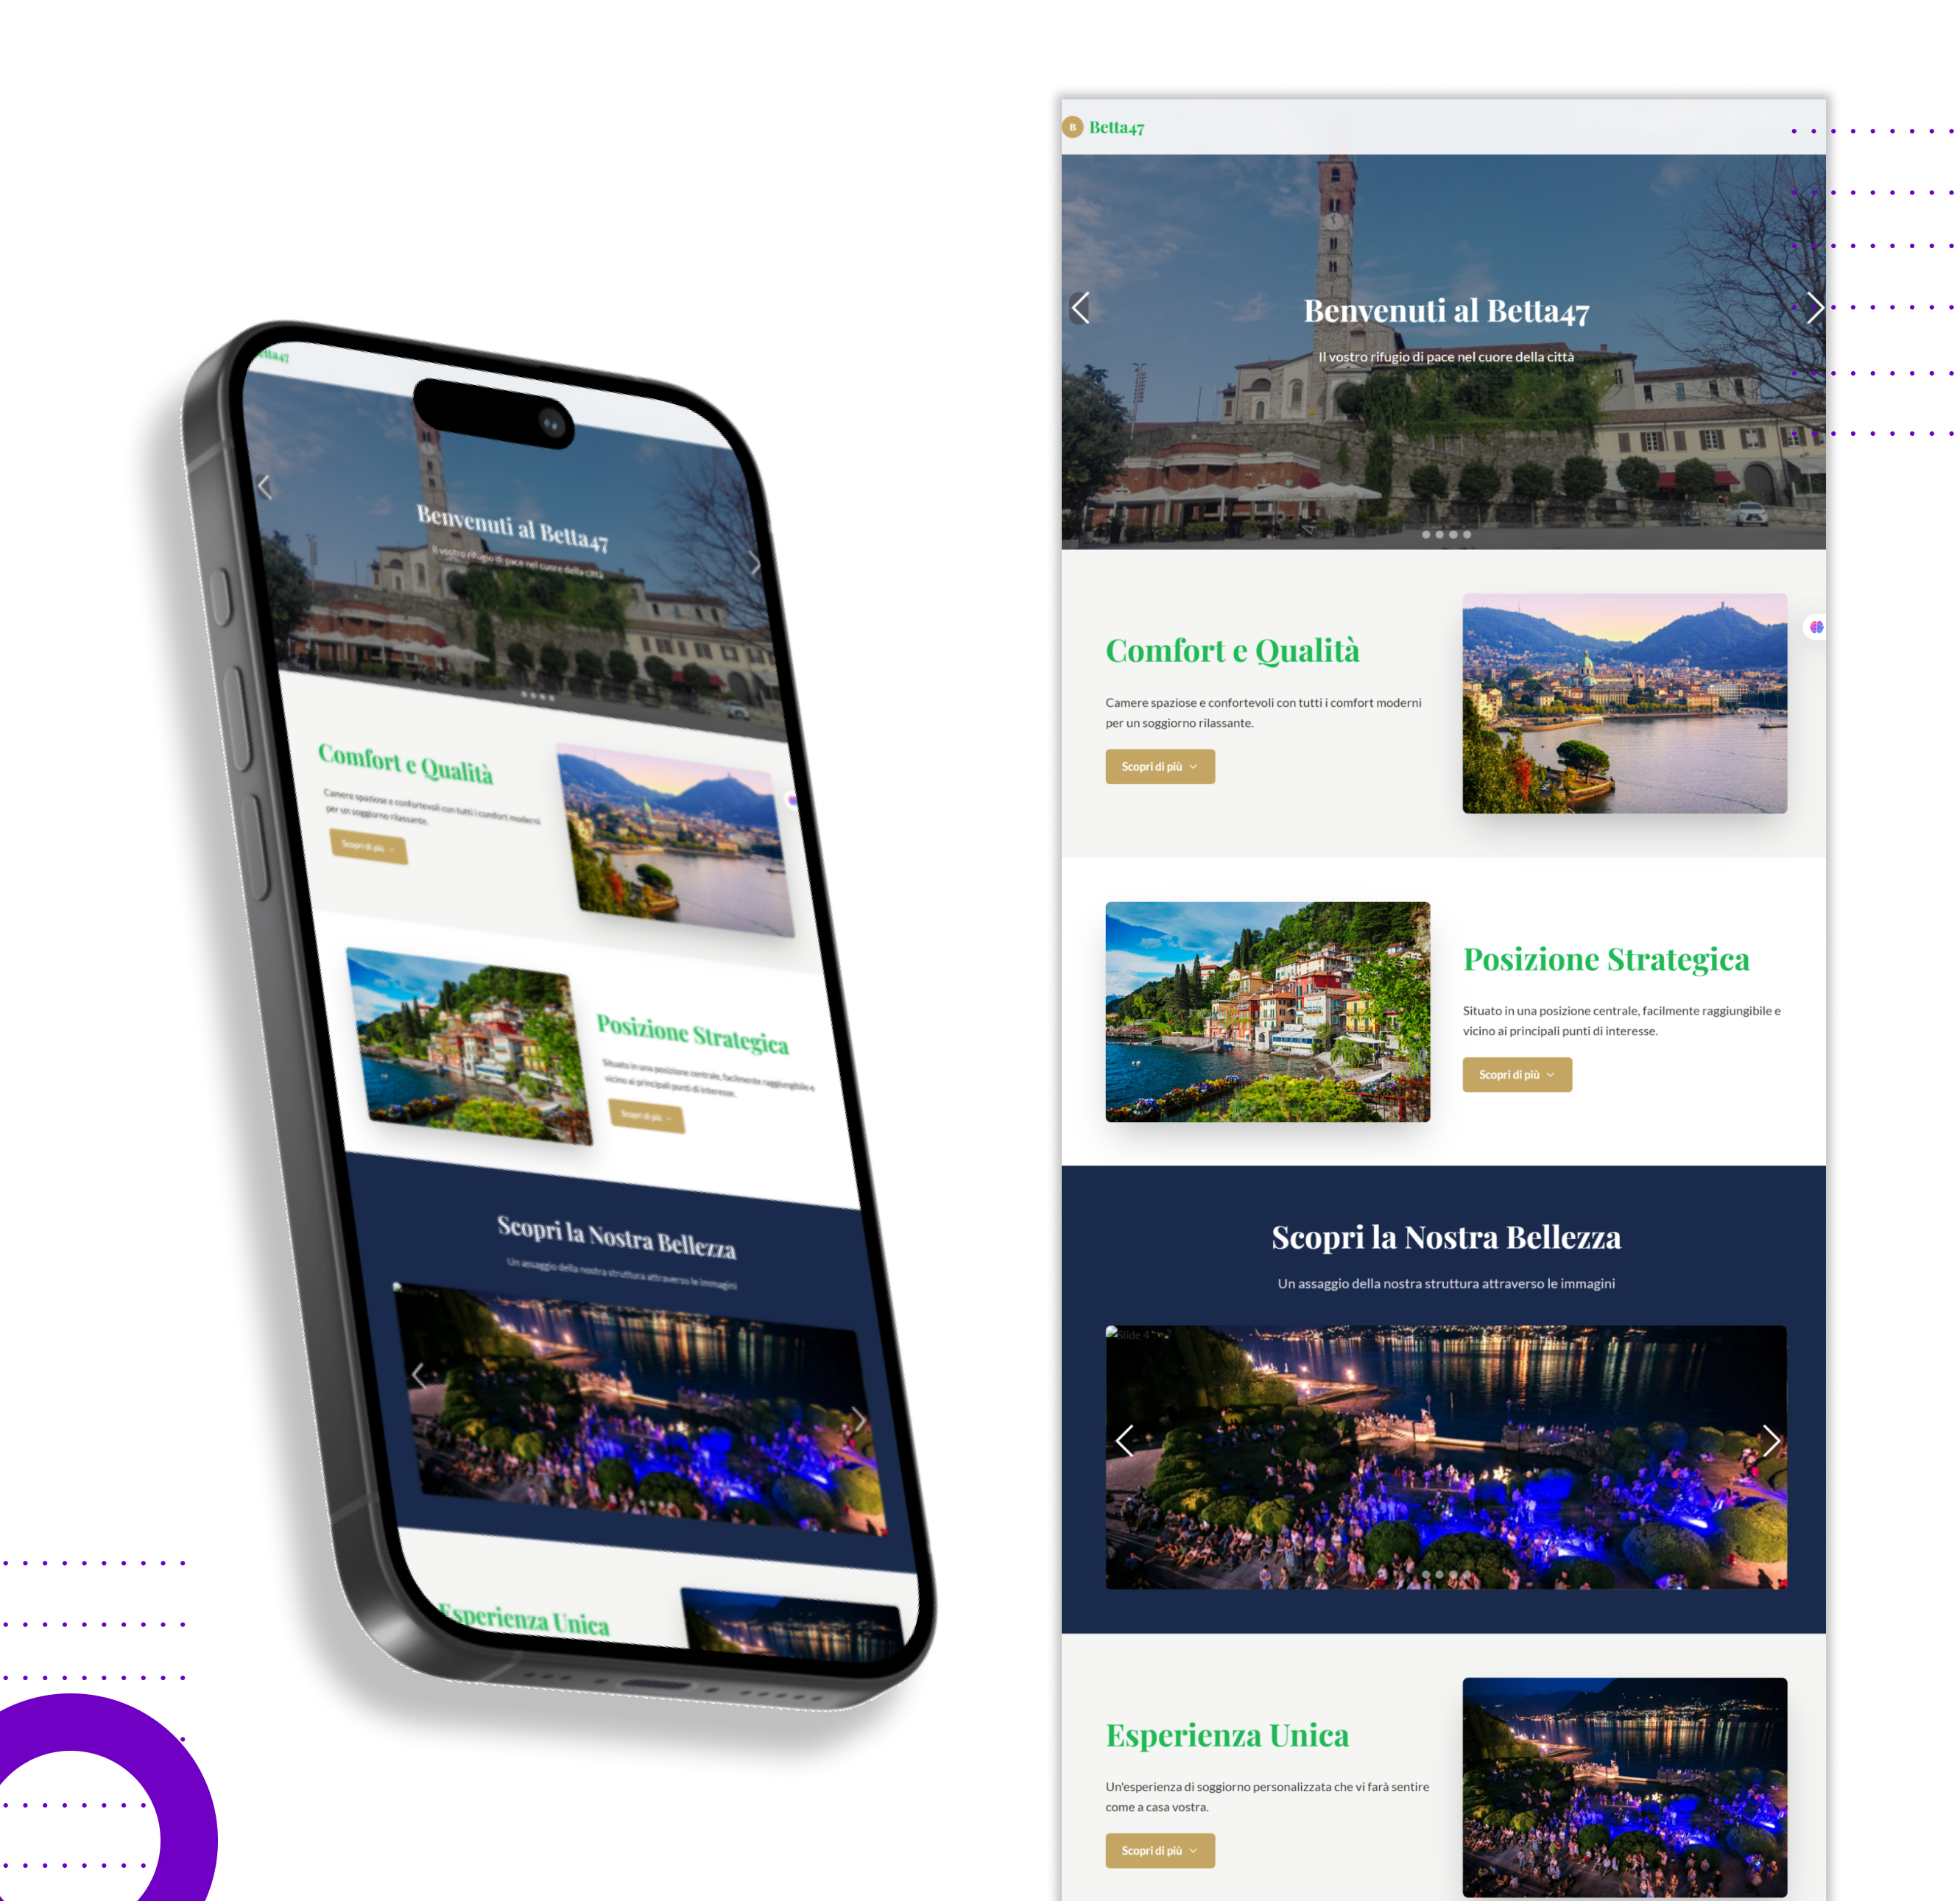 Betta47
Benvenuti al Betta47
Il vostro rifugio di pace nel cuore della città
Comfort e Qualità
Camere spaziose e confortevoli con tutti i comfort moderni
per un soggiorno rilassante.
Scopri di più
Posizione Strategica
Situato in una posizione centrale, facilmente raggiungibile e
vicino ai principali punti di interesse.
Scopri di più
Scopri la Nostra Bellezza
Un assaggio della nostra struttura attraverso le immagini
Esperienza Unica
B Betta47
Benvenuti al Betta47
Il vostro rifugio di pace nel cuore della città
Comfort e Qualità
Camere spaziose e confortevoli con tutti i comfort moderni
per un soggiorno rilassante.
Scopri di più
Posizione Strategica
Situato in una posizione centrale, facilmente raggiungibile e
vicino ai principali punti di interesse.
Scopri di più
Scopri la Nostra Bellezza
Un assaggio della nostra struttura attraverso le immagini
Slide 4
Esperienza Unica
Un'esperienza di soggiorno personalizzata che vi farà sentire
come a casa vostra.
Scopri di più